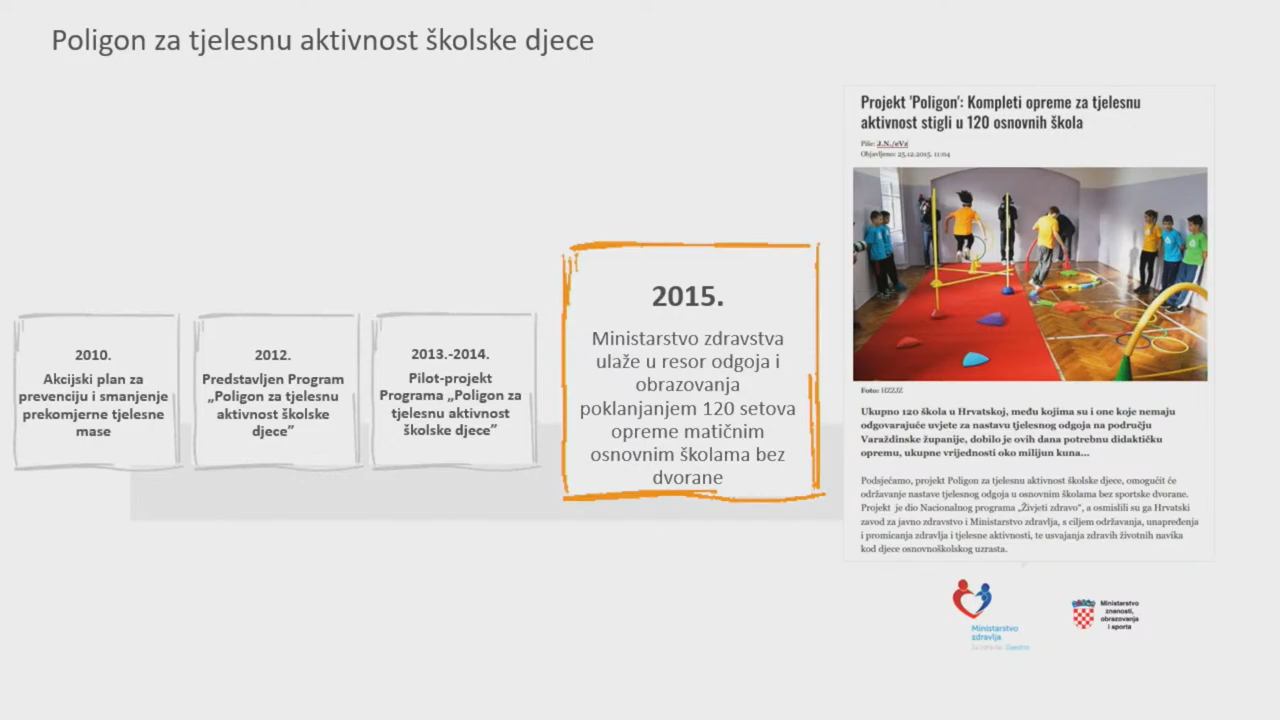 Poligon za tjelesnu aktivnost školske djece
2010.
Akcijski plan za
prevenciju i smanjenje
prekomjerne tjelesne
mase
2012.
Predstavljen Program
„Poligon za tjelesnu
aktivnost školske
djece”
2013.-2014.
Pilot-projekt
Programa „Poligon za
tjelesnu aktivnost
školske djece”
2015.
Ministarstvo zdravstva
ulaže u resor odgoja i
obrazovanja
poklanjanjem 120 setova
opreme matičnim
osnovnim školama bez
dvorane
Projekt 'Poligon': Kompleti opreme za tjelesnu
aktivnost stigli u 120 osnovnih škola
Piše: J.N./eVz
Objavljeno: 25.12.2015. 11:04
Foto: HZZJZ
Ukupno 120 škola u Hrvatskoj, među kojima su i one koje nemaju
odgovarajuće uvjete za nastavu tjelesnog odgoja na području
Varaždinske županije, dobilo je ovih dana potrebnu didaktičku
opremu, ukupne vrijednosti oko milijun kuna...
Podsjećamo, projekt Poligon za tjelesnu aktivnost školske djece, omogućit će
održavanje nastave tjelesnog odgoja u osnovnim školama bez sportske dvorane.
Projekt je dio Nacionalnog programa „Živjeti zdravo“, a osmislili su ga Hrvatski
zavod za javno zdravstvo i Ministarstvo zdravlja, s ciljem održavanja, unapređenja
i promicanja zdravlja i tjelesne aktivnosti, te usvajanja zdravih životnih navika
kod djece osnovnoškolskog uzrasta.
Ministarstvo
zdravlja
Ministarstvo
znanosti,
obrazovanja
i sporta